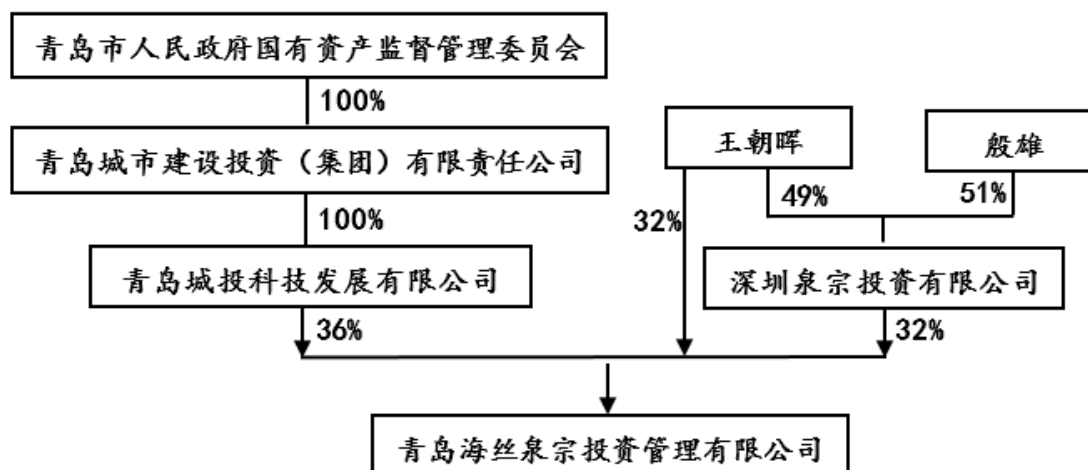 青岛市人民政府国有资产监督管理委员会
100%
青岛城市建设投资（集团）有限责任公司
王朝晖
殷雄
100%
32%
49%
51%
青岛城投科技发展有限公司
深圳泉宗投资有限公司
36%
32%
青岛海丝泉宗投资管理有限公司